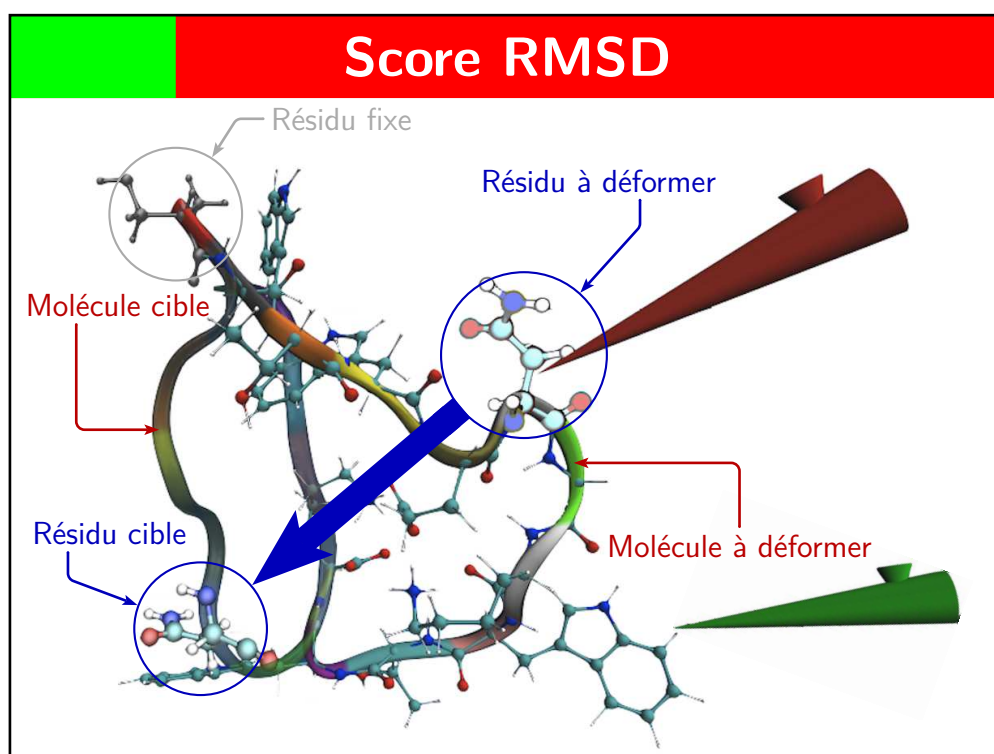 Score RMSD
Résidu fixe
Résidu à déformer
Molécule cible
Résidu cible
Molécule à déformer